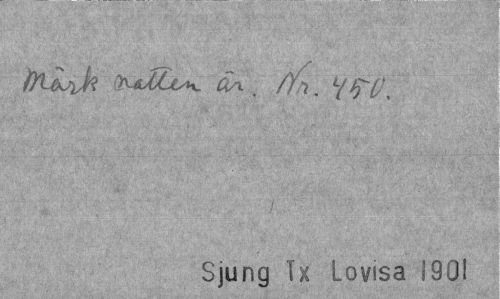 Mörk natten är. Nr. 450.
Sjung Tx Lovisa 1901